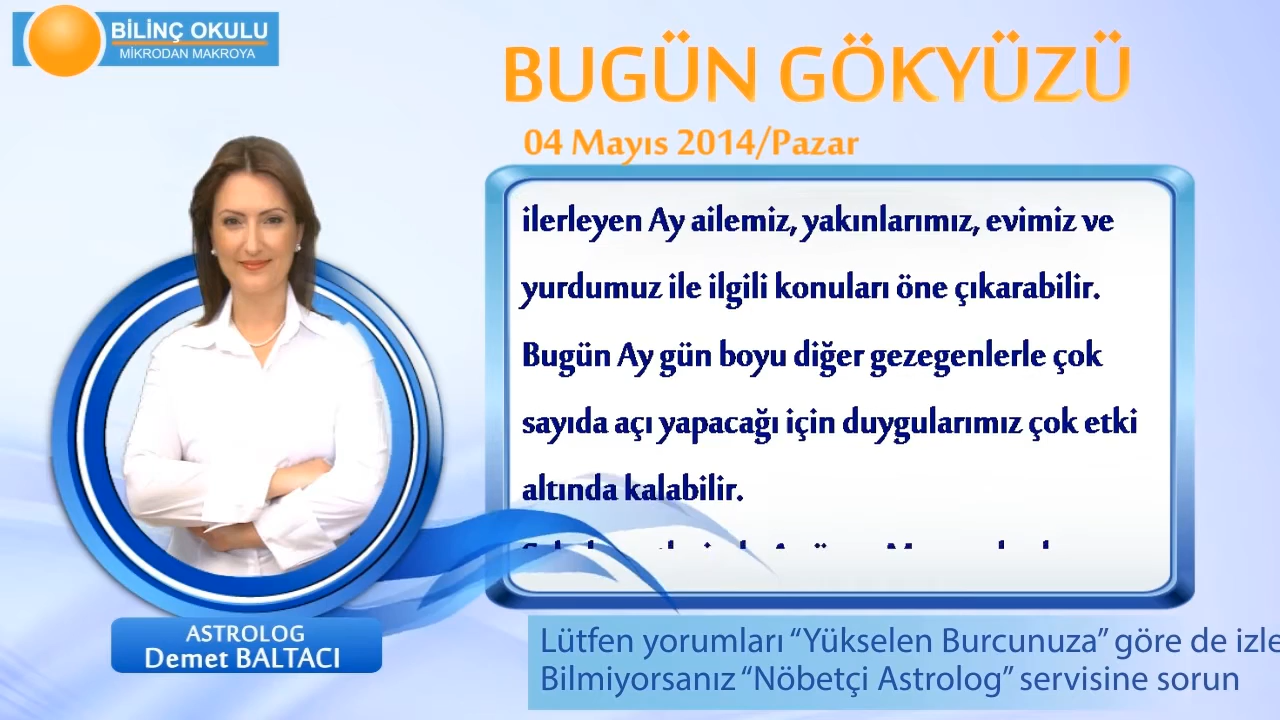 BİLİNÇ OKULU
MİKRODAN MAKROYA
BUGÜN GÖKYÜZÜ
04 Mayıs 2014/Pazar
ilerleyen Ay ailemiz, yakınlarımız, evimiz ve
yurdumuz ile ilgili konuları öne çıkarabilir.
Bugün Ay gün boyu diğer gezegenlerle çok
sayıda açı yapacağı için duygularımız çok etki
altında kalabilir.
ASTROLOG
Demet BALTACI
Lütfen yorumları “Yükselen Burcunuza” göre de izle
Bilmiyorsanız “Nöbetçi Astrolog” servisine sorun